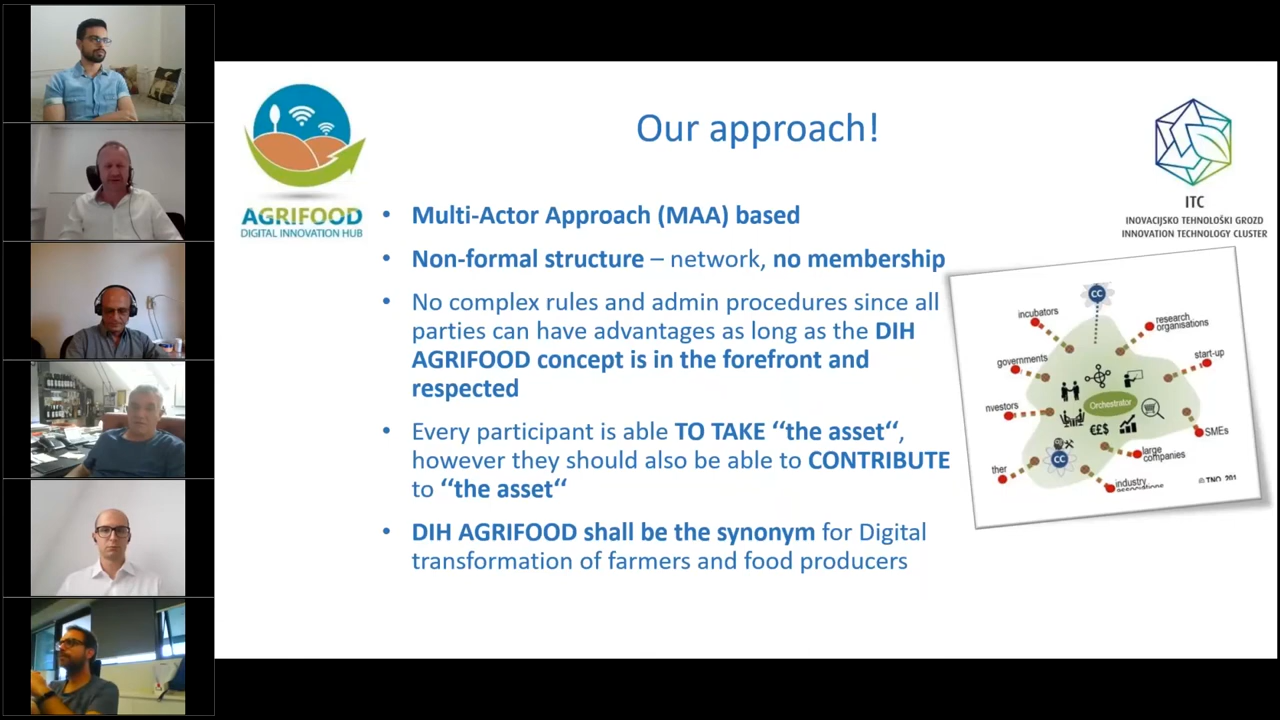 Our approach!
AGRIFOOD
DIGITAL INNOVATION HUB
ITC
INOVACIJSKO TEHNOLOŠKI GROZD
INNOVATION TECHNOLOGY CLUSTER
• Multi-Actor Approach (MAA) based
• Non-formal structure – network, no membership
• No complex rules and admin procedures since all
parties can have advantages as long as the DIH
AGRIFOOD concept is in the forefront and
respected
• Every participant is able TO TAKE “the asset“,
however they should also be able to CONTRIBUTE
to “the asset“
• DIH AGRIFOOD shall be the synonym for Digital
transformation of farmers and food producers
CC
incubators
research
organisations
governments
start-up
Orchestrator
nvestors
€££
SMEs
large
companies
CC
ther
industry
© TNO, 201